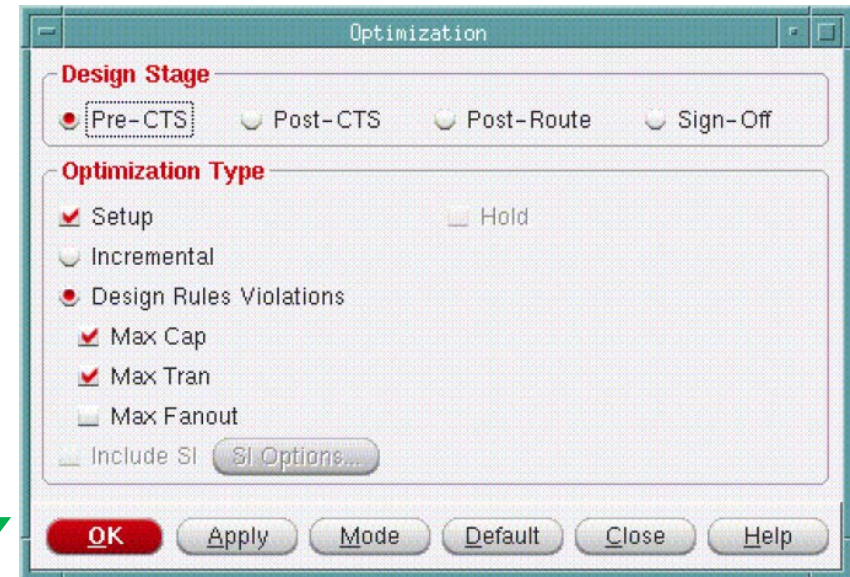 Optimization
Design Stage
Pre-CTS Post-CTS Post-Route Sign-Off
Optimization Type
Setup Hold
Incremental
Design Rules Violations
Max Cap
Max Tran
Max Fanout
Include SI SI Options...
OK Apply Mode Default Close Help